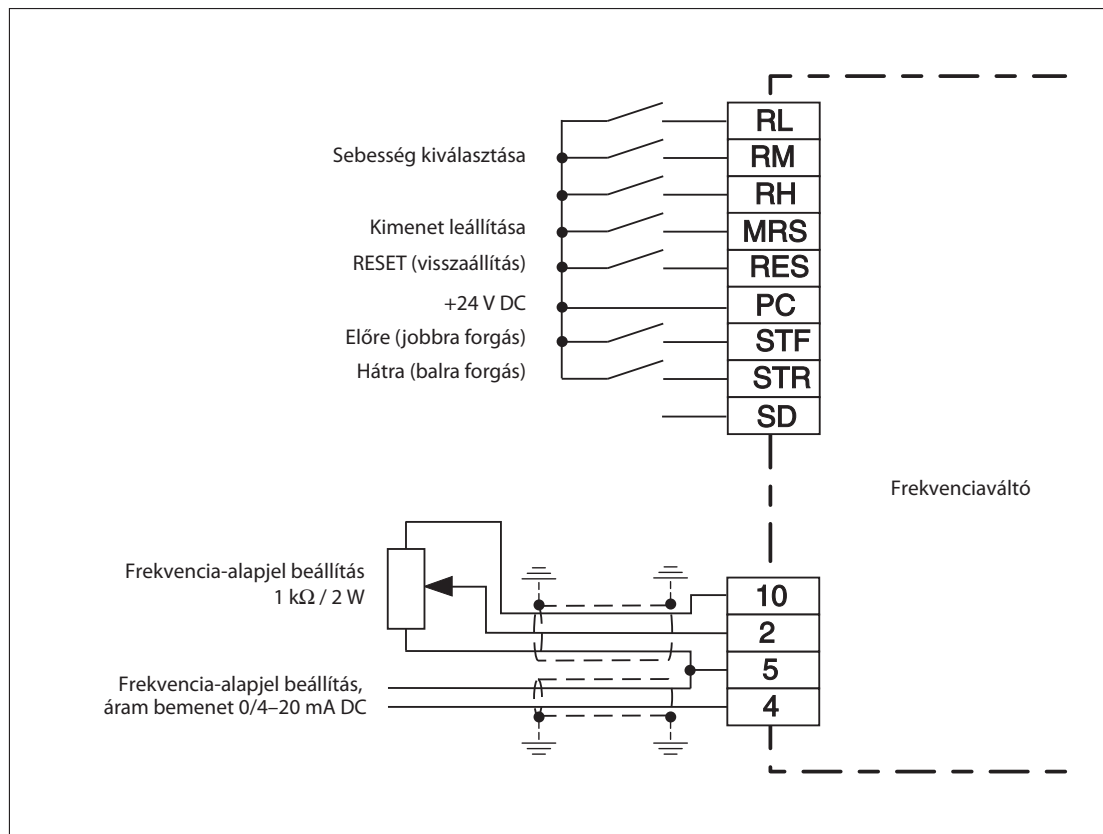 RL
Sebesség kiválasztása
RM
RH
Kimenet leállítása
MRS
RESET (visszaállítás)
RES
+24 V DC
PC
Előre (jobbra forgás)
STF
Hátra (balra forgás)
STR
SD
Frekvenciaváltó
Frekvencia-alapjel beállítás
1 kΩ / 2 W
10
2
5
Frekvencia-alapjel beállítás,
áram bemenet 0/4–20 mA DC
4